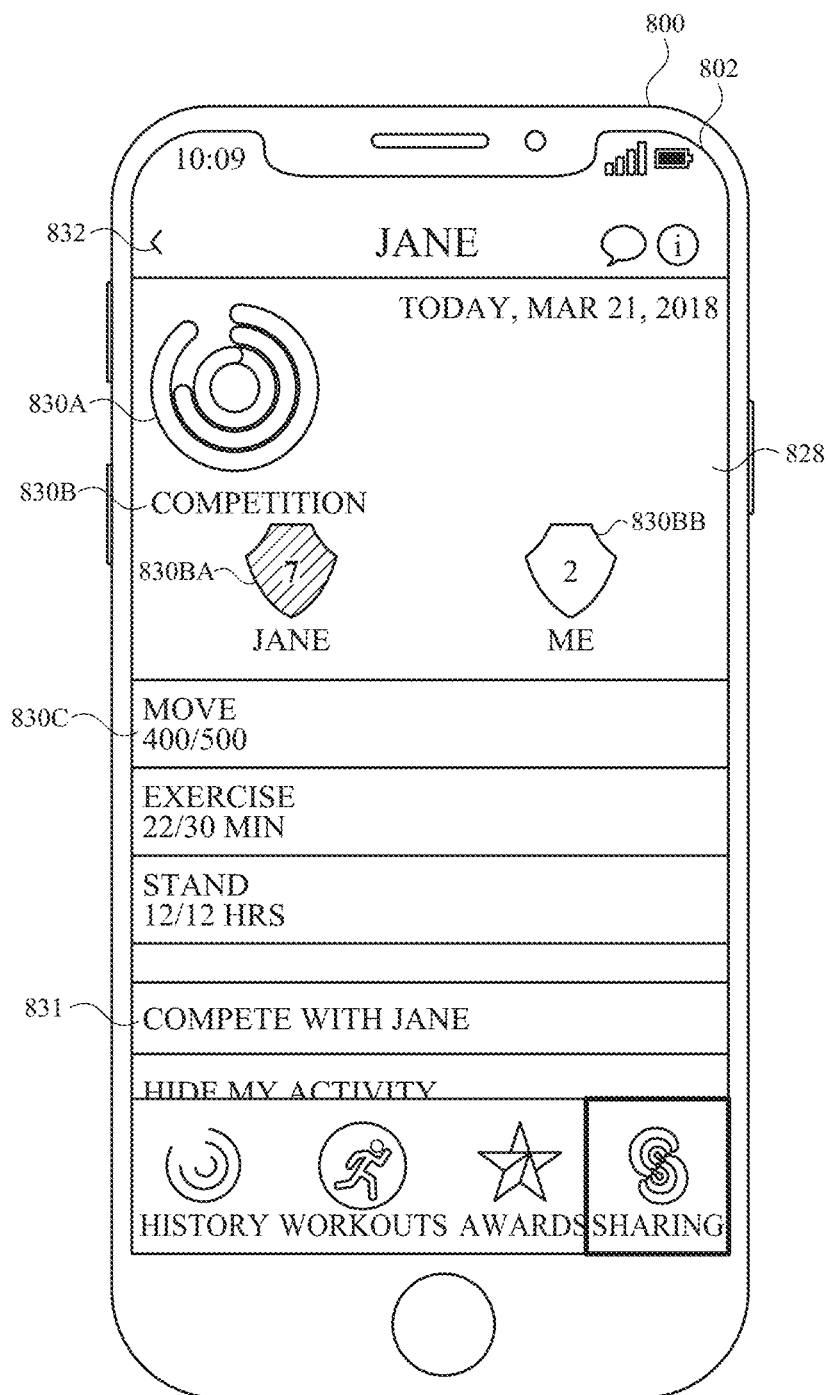 800
802
10:09
832
JANE
i
TODAY, MAR 21, 2018
830A
828
830B
COMPETITION
830BB
830BA
7
2
JANE
ME
830C
MOVE
400/500
EXERCISE
22/30 MIN
STAND
12/12 HRS
831
COMPETE WITH JANE
HIDE MY ACTIVITY
HISTORY WORKOUTS AWARDS SHARING